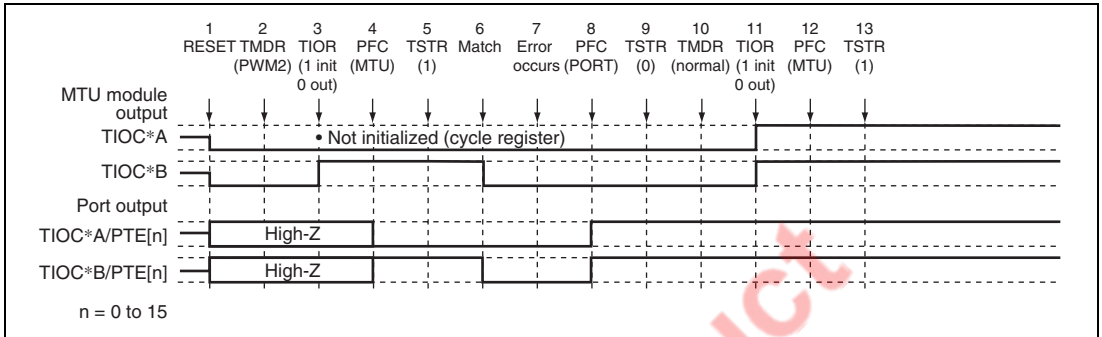 1 2 3 4 5 6 7 8 9 10 11 12 13
RESET TMDR TIOR PFC TSTR Match Error PFC TSTR TMDR TIOR PFC TSTR
(PWM2) (1 init (MTU) (1) occurs (PORT) (0) (normal) (1 init (MTU) (1)
0 out) 0 out)
MTU module
output
TIOC*A • Not initialized (cycle register)
TIOC*B
Port output
TIOC*A/PTE[n] High-Z
TIOC*B/PTE[n] High-Z
n = 0 to 15
uct